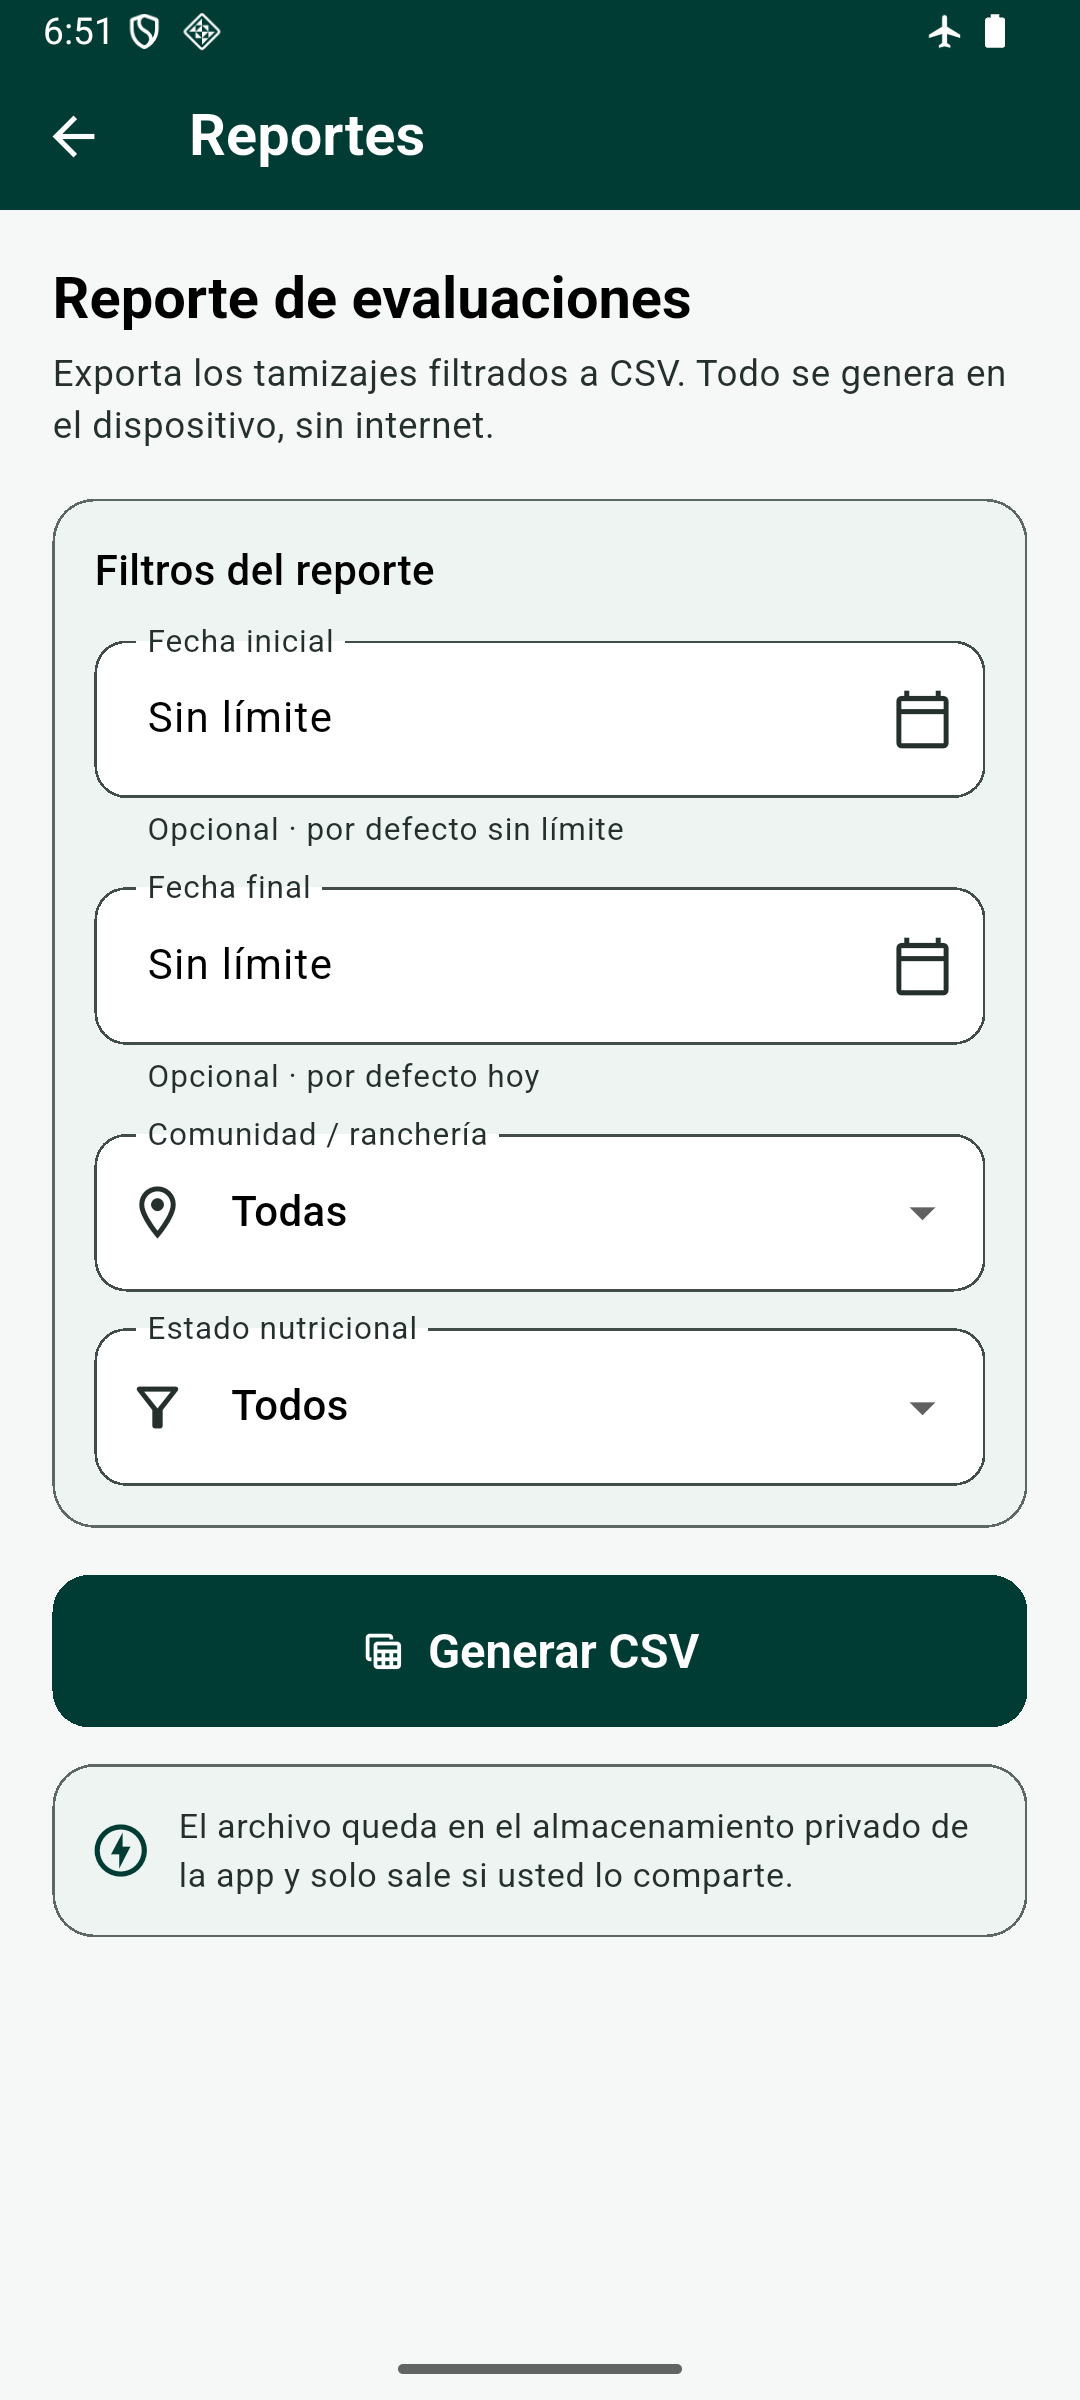 6:51
Reportes
Reporte de evaluaciones
Exporta los tamizajes filtrados a CSV. Todo se genera en
el dispositivo, sin internet.
Filtros del reporte
Fecha inicial
Sin límite
Opcional · por defecto sin límite
Fecha final
Sin límite
Opcional · por defecto hoy
Comunidad / ranchería
Todas
Estado nutricional
Todos
Generar CSV
El archivo queda en el almacenamiento privado de
la app y solo sale si usted lo comparte.